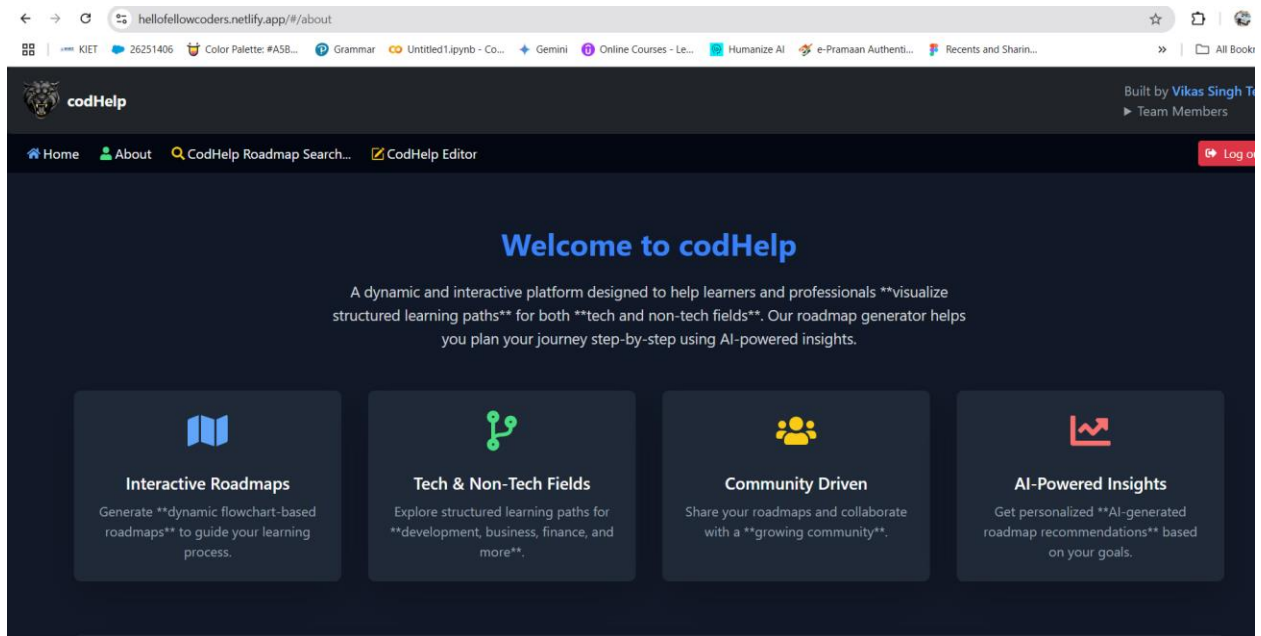 hellofellowcoders.netlify.app/#/about
KIET 26251406 Color Palette: #A5B... Grammar Untitled1.ipynb - Co... Gemini Online Courses - Le... Humanize AI e-Pramaan Authenti... Recents and Sharin... » All Bookr
codHelp
Built by Vikas Singh To
▶ Team Members
Home About CodHelp Roadmap Search... CodHelp Editor Log ou
Welcome to codHelp
A dynamic and interactive platform designed to help learners and professionals **visualize
structured learning paths** for both **tech and non-tech fields**. Our roadmap generator helps
you plan your journey step-by-step using AI-powered insights.
Interactive Roadmaps
Generate **dynamic flowchart-based
roadmaps** to guide your learning
process.
Tech & Non-Tech Fields
Explore structured learning paths for
**development, business, finance, and
more**.
Community Driven
Share your roadmaps and collaborate
with a **growing community**.
AI-Powered Insights
Get personalized **AI-generated
roadmap recommendations** based
on your goals.